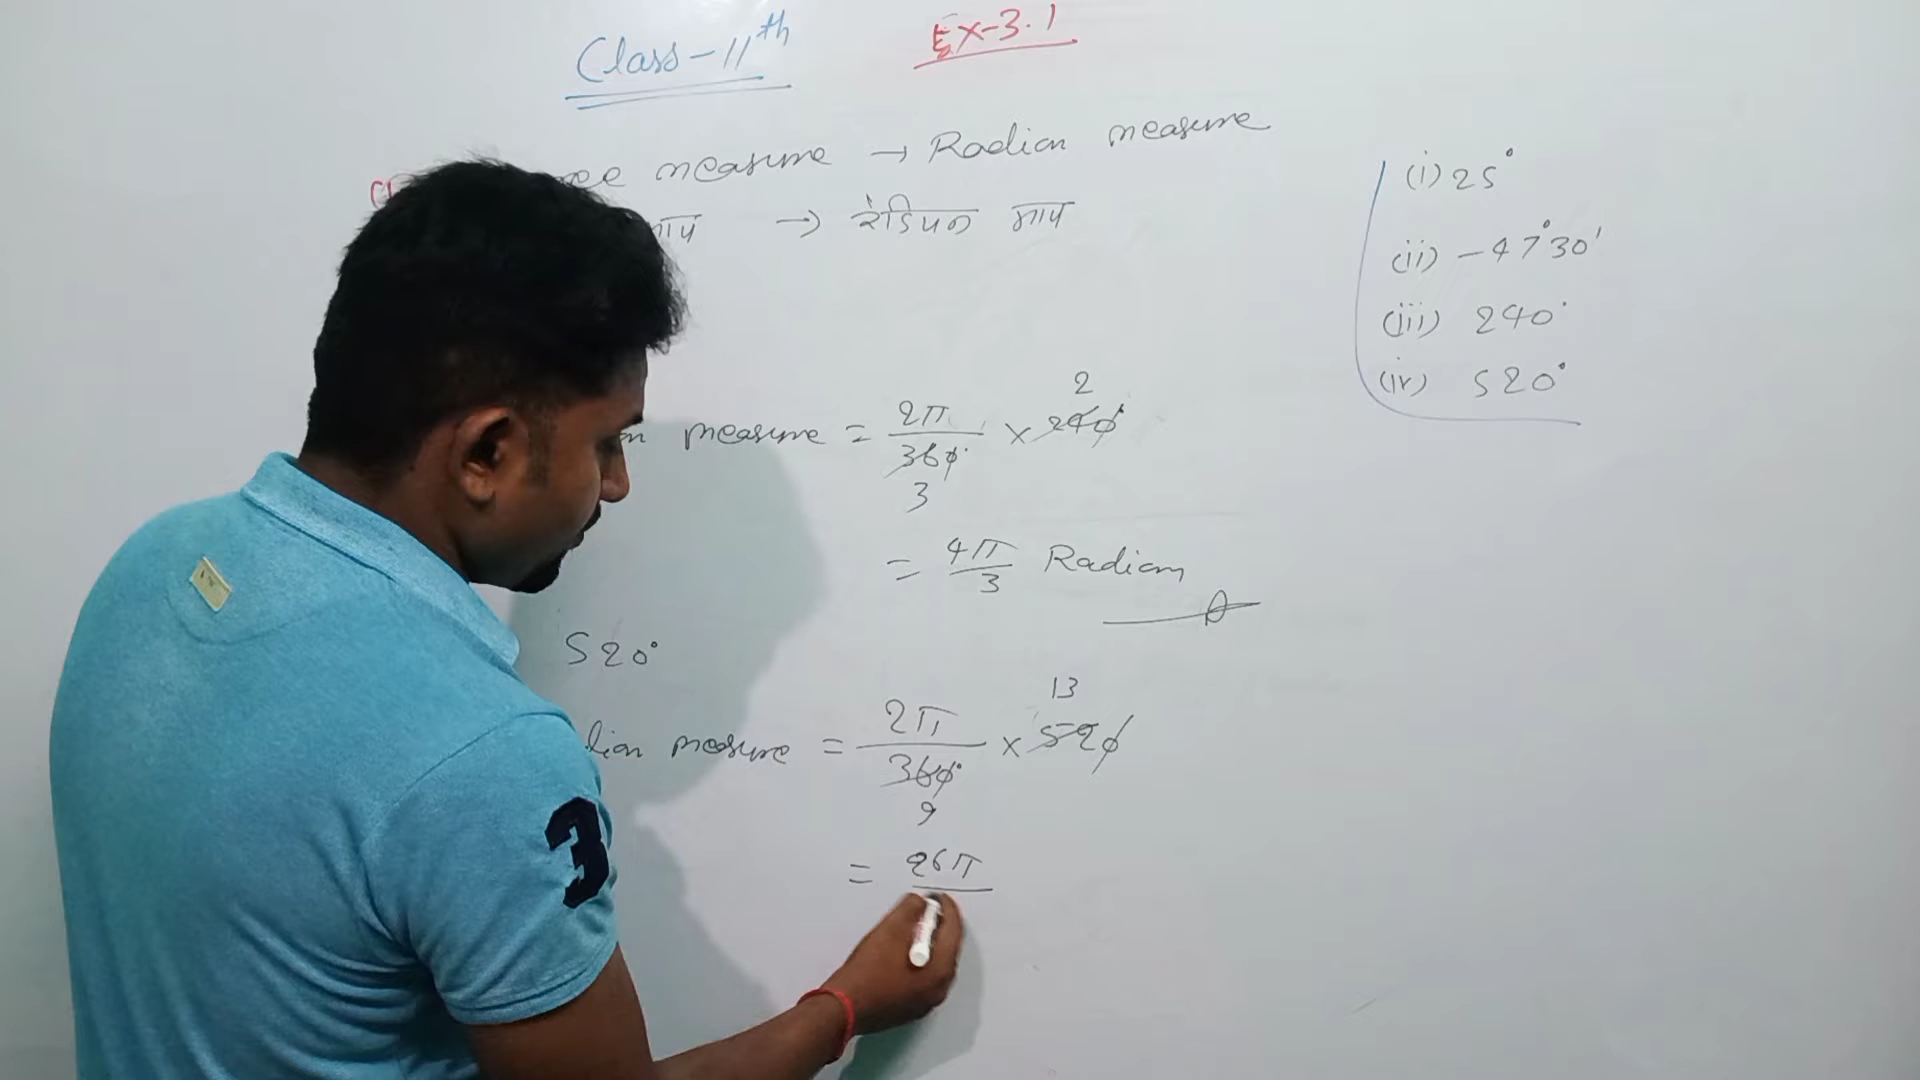 Class-11th
Ex-3.1
measure → Radian measure
→ रेडियन माप
(i) 25°
(ii) -47°30'
(iii) 240°
(iv) 520°
measure = 2π/360° × 240° 2 3
= 4π/3 Radian
520°
measure = 2π/360° × 520 13 9
= 26π
3